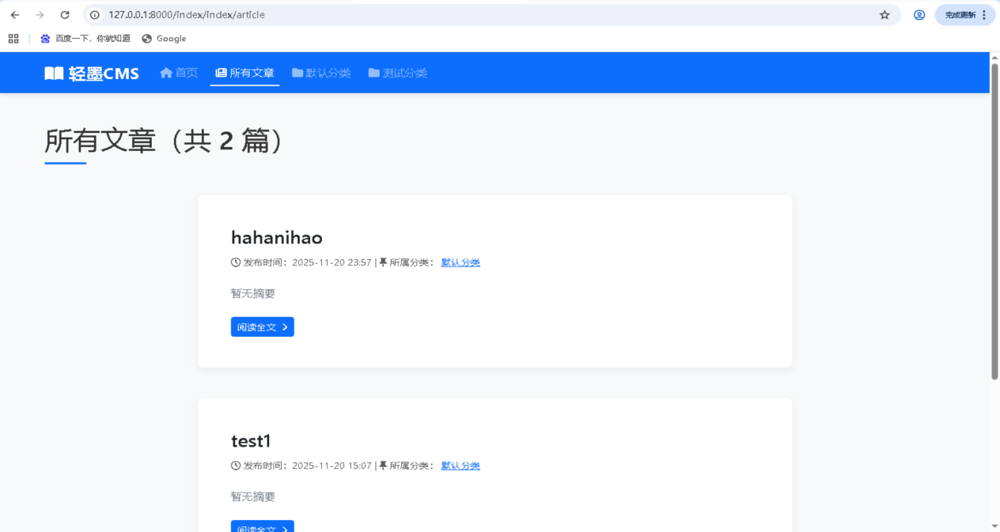 127.0.0.1:8000/index/index/article
完成更新
百度一下，你就知道 Google
轻墨CMS 首页 所有文章 默认分类 测试分类
所有文章（共 2 篇）
hahanihao
发布时间：2025-11-20 23:57 | 所属分类： 默认分类
暂无摘要
阅读全文
test1
发布时间：2025-11-20 15:07 | 所属分类： 默认分类
暂无摘要
阅读全文